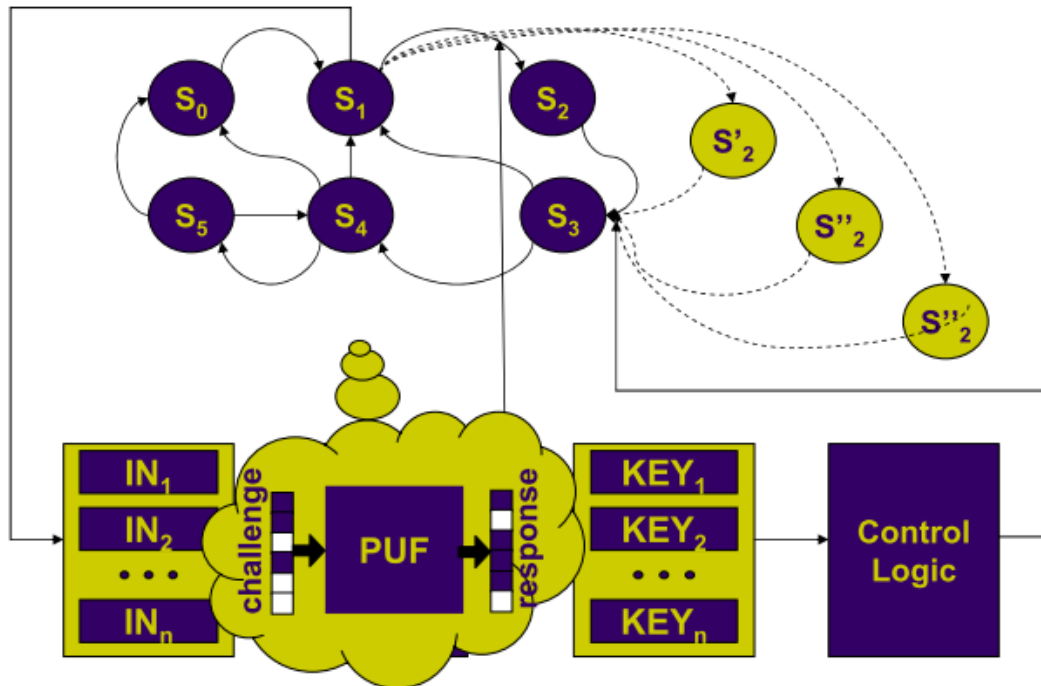 S0
S1
S2
S'2
S5
S4
S3
S''2
S'''2
IN1
IN2
• • •
INn
challenge
PUF
response
KEY1
KEY2
• • •
KEYn
Control
Logic